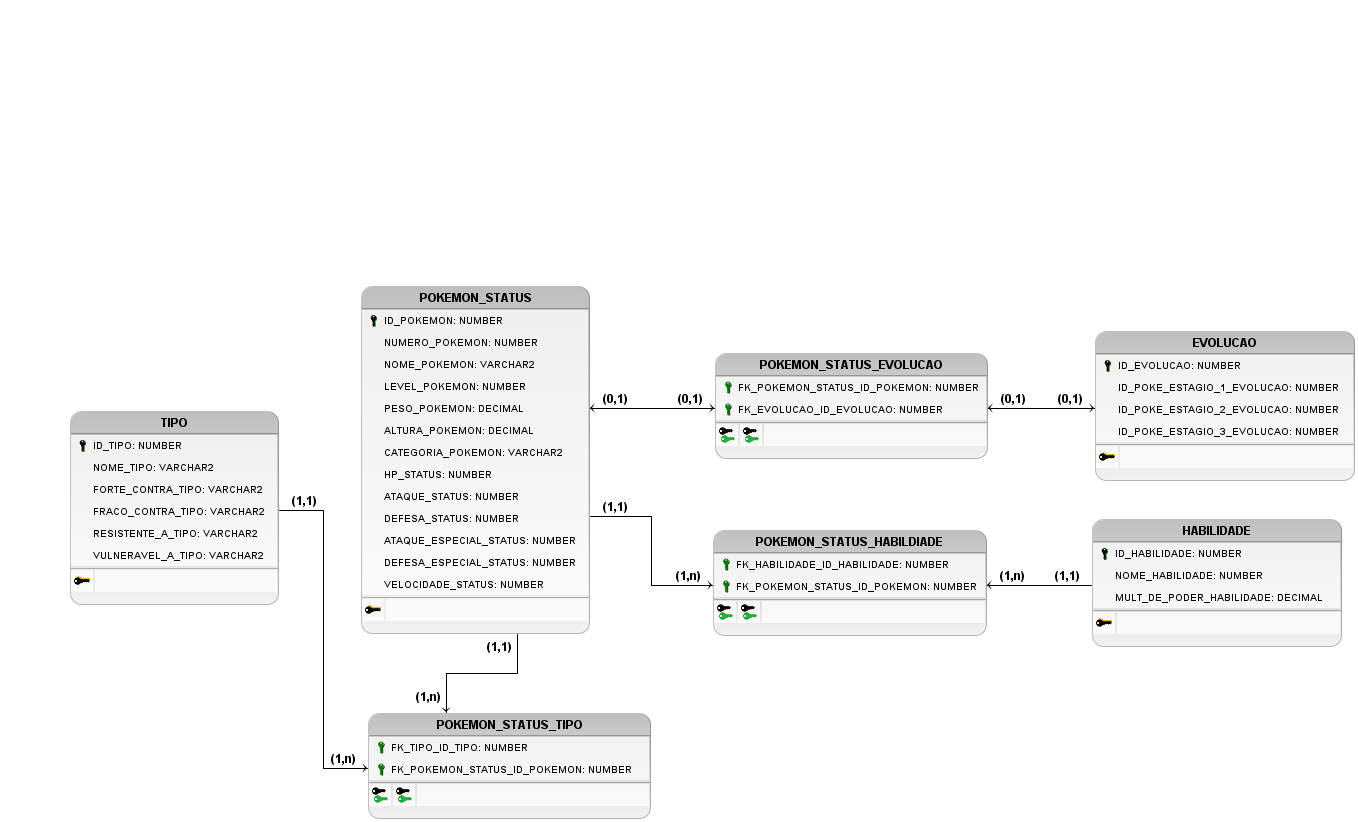 POKEMON_STATUS
ID_POKEMON: NUMBER
NUMERO_POKEMON: NUMBER
NOME_POKEMON: VARCHAR2
LEVEL_POKEMON: NUMBER
PESO_POKEMON: DECIMAL
ALTURA_POKEMON: DECIMAL
CATEGORIA_POKEMON: VARCHAR2
HP_STATUS: NUMBER
ATAQUE_STATUS: NUMBER
DEFESA_STATUS: NUMBER
ATAQUE_ESPECIAL_STATUS: NUMBER
DEFESA_ESPECIAL_STATUS: NUMBER
VELOCIDADE_STATUS: NUMBER
(0,1)
(0,1)
POKEMON_STATUS_EVOLUCAO
FK_POKEMON_STATUS_ID_POKEMON: NUMBER
FK_EVOLUCAO_ID_EVOLUCAO: NUMBER
(0,1)
(0,1)
EVOLUCAO
ID_EVOLUCAO: NUMBER
ID_POKE_ESTAGIO_1_EVOLUCAO: NUMBER
ID_POKE_ESTAGIO_2_EVOLUCAO: NUMBER
ID_POKE_ESTAGIO_3_EVOLUCAO: NUMBER
TIPO
ID_TIPO: NUMBER
NOME_TIPO: VARCHAR2
FORTE_CONTRA_TIPO: VARCHAR2
FRACO_CONTRA_TIPO: VARCHAR2
RESISTENTE_A_TIPO: VARCHAR2
VULNERAVEL_A_TIPO: VARCHAR2
(1,1)
(1,1)
(1,n)
POKEMON_STATUS_HABILDIADE
FK_HABILIDADE_ID_HABILIDADE: NUMBER
FK_POKEMON_STATUS_ID_POKEMON: NUMBER
(1,n)
(1,1)
HABILIDADE
ID_HABILIDADE: NUMBER
NOME_HABILIDADE: NUMBER
MULT_DE_PODER_HABILIDADE: DECIMAL
(1,1)
(1,n)
(1,n)
POKEMON_STATUS_TIPO
FK_TIPO_ID_TIPO: NUMBER
FK_POKEMON_STATUS_ID_POKEMON: NUMBER